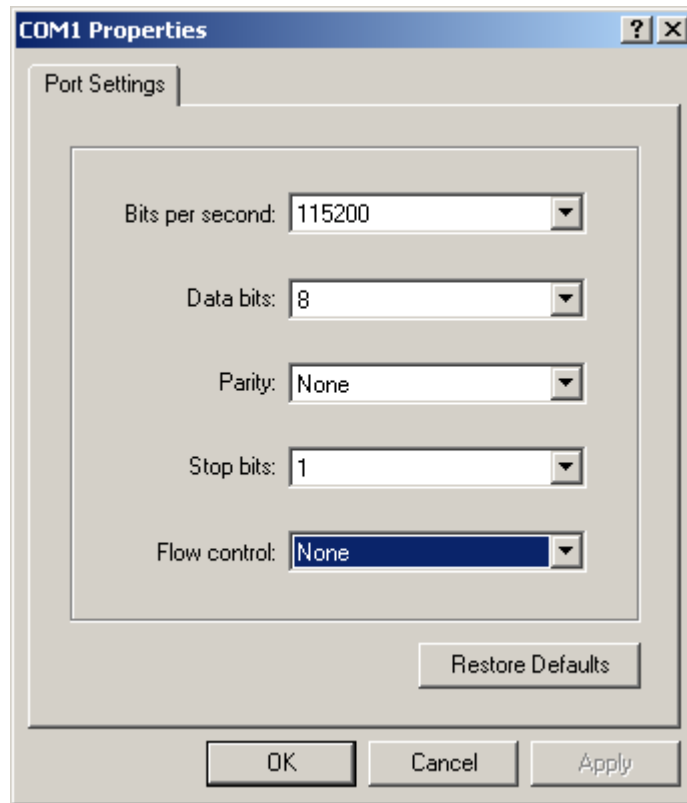 COM1 Properties
Port Settings
Bits per second: 115200
Data bits: 8
Parity: None
Stop bits: 1
Flow control: None
Restore Defaults
OK Cancel Apply